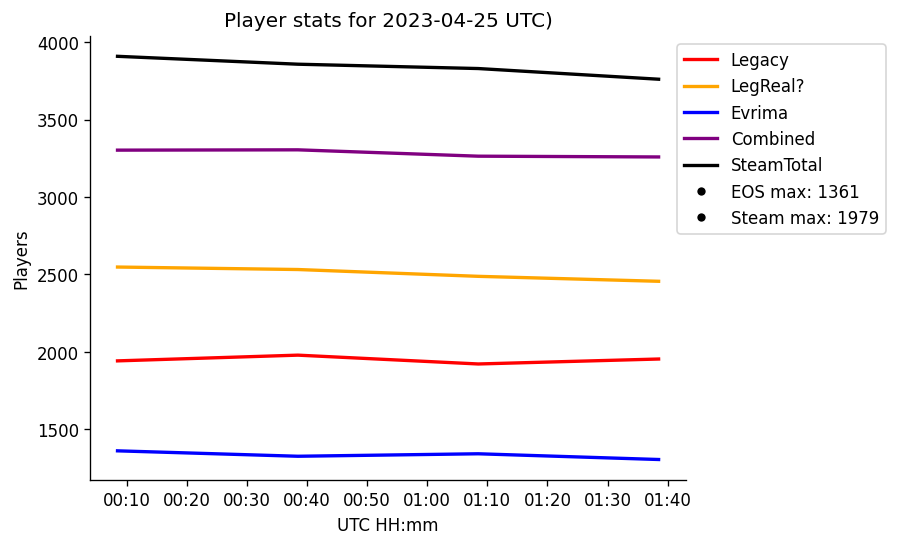 Player stats for 2023-04-25 UTC)
4000
3500
3000
2500
2000
1500
Players
00:10 00:20 00:30 00:40 00:50 01:00 01:10 01:20 01:30 01:40
UTC HH:mm
Legacy
LegReal?
Evrima
Combined
SteamTotal
EOS max: 1361
Steam max: 1979